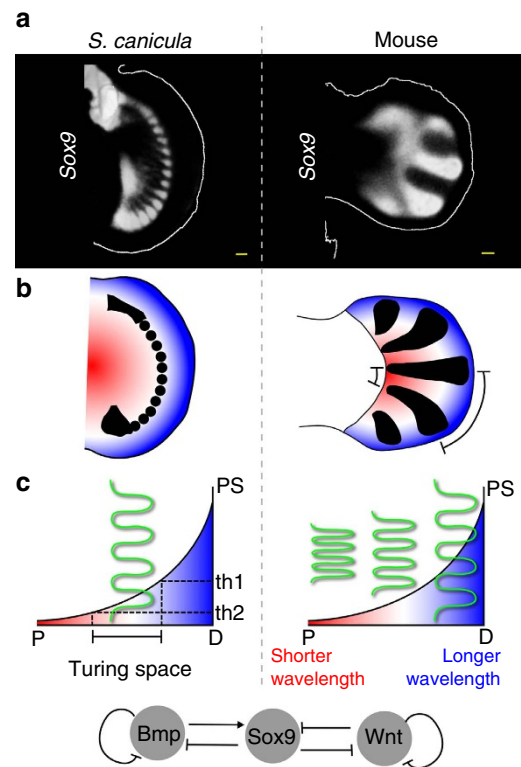 a
S. canicula
Mouse
Sox9
Sox9
b
c
PS
PS
th1
th2
P
D
P
D
Turing space
Shorter
wavelength
Longer
wavelength
Bmp
Sox9
Wnt